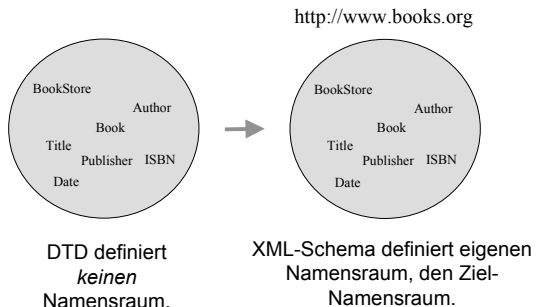 http://www.books.org
BookStore
Author
Book
Title
Publisher ISBN
Date
BookStore
Author
Book
Title
Publisher ISBN
Date
DTD definiert
keinen
Namensraum.
XML-Schema definiert eigenen
Namensraum, den Ziel-
Namensraum.